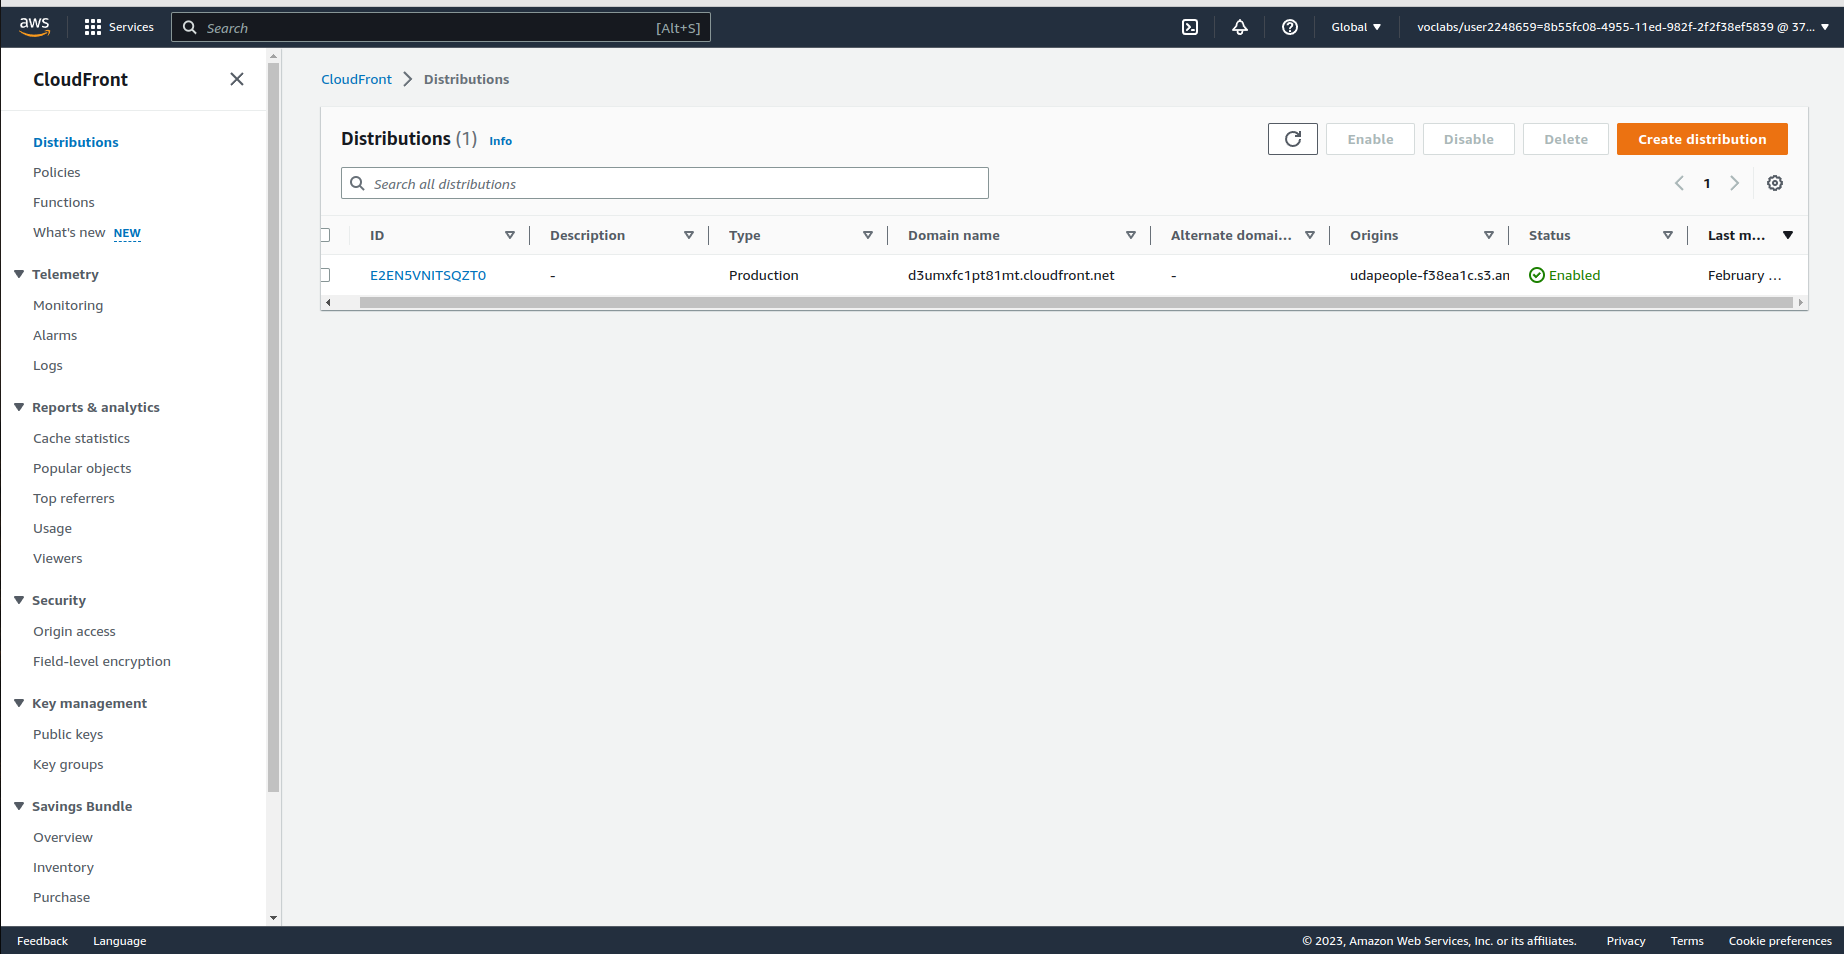 aws
Services
Search
[Alt+S]
Global
voclabs/user2248659=8b55fc08-4955-11ed-982f-2f2f38ef5839 @ 37...
CloudFront
Distributions
Policies
Functions
What's new NEW
Telemetry
Monitoring
Alarms
Logs
Reports & analytics
Cache statistics
Popular objects
Top referrers
Usage
Viewers
Security
Origin access
Field-level encryption
Key management
Public keys
Key groups
Savings Bundle
Overview
Inventory
Purchase
CloudFront Distributions
Distributions (1) Info
Enable
Disable
Delete
Create distribution
Search all distributions
1
ID Description Type Domain name Alternate domai... Origins Status Last m...
E2EN5VNITSQZT0 - Production d3umxfc1pt81mt.cloudfront.net - udapeople-f38ea1c.s3.an Enabled February ...
Feedback Language
© 2023, Amazon Web Services, Inc. or its affiliates. Privacy Terms Cookie preferences